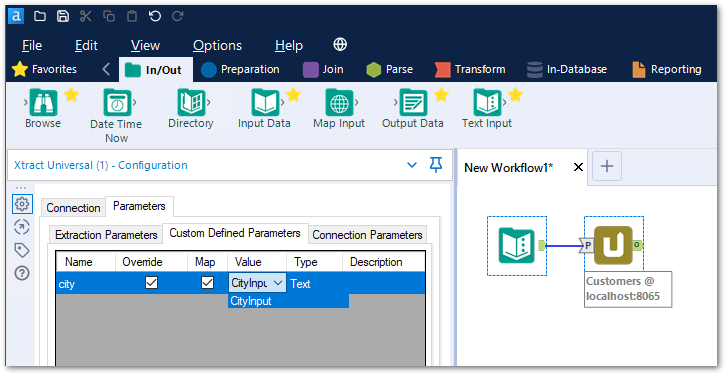 a
File Edit View Options Help
Favorites In/Out Preparation Join Parse Transform In-Database Reporting
Browse Date Time Now Directory Input Data Map Input Output Data Text Input
Xtract Universal (1) - Configuration
New Workflow1*
Connection Parameters
Extraction Parameters Custom Defined Parameters Connection Parameters
Name Override Map Value Type Description
city CityInpu Text
CityInput
P O
Customers @
localhost:8065